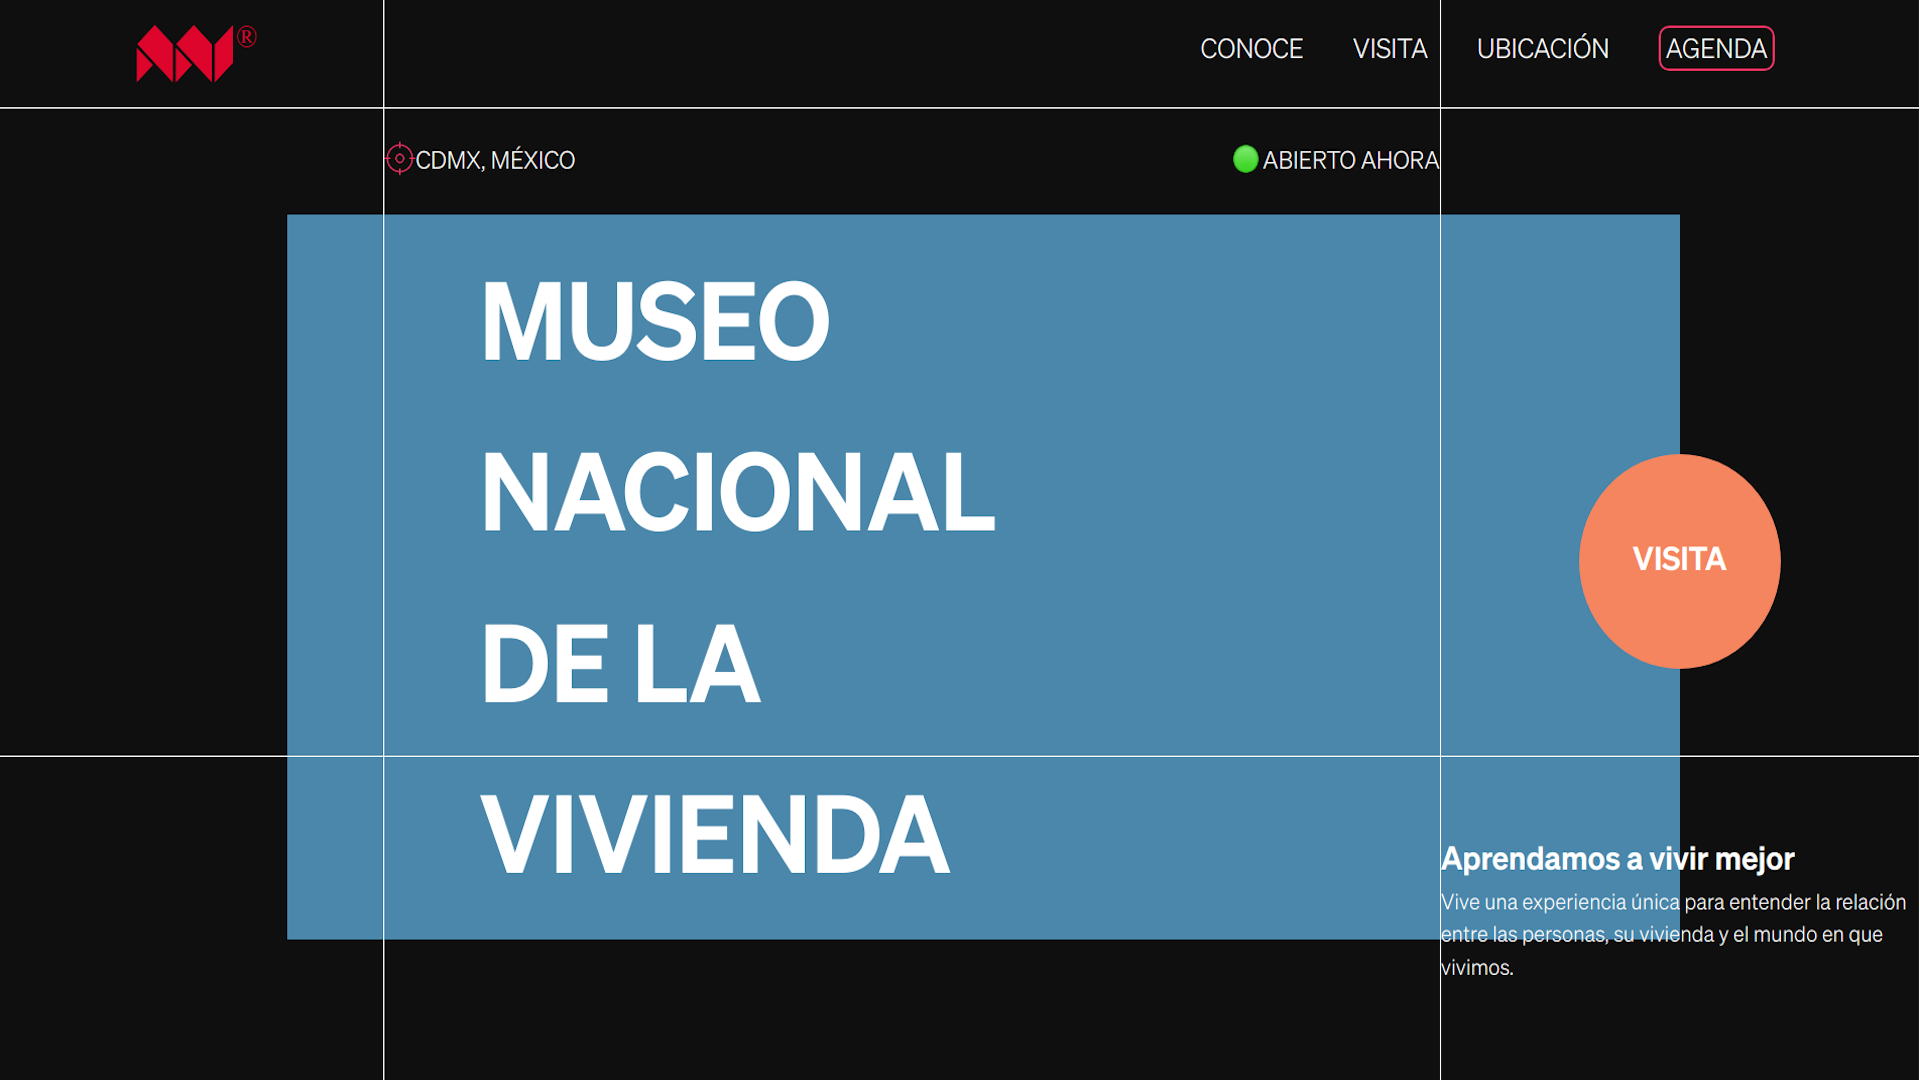 ®
CONOCE VISITA UBICACIÓN AGENDA
CDMX, MÉXICO
ABIERTO AHORA
MUSEO
NACIONAL
DE LA
VIVIENDA
VISITA
Aprendamos a vivir mejor
Vive una experiencia única para entender la relación
entre las personas, su vivienda y el mundo en que
vivimos.